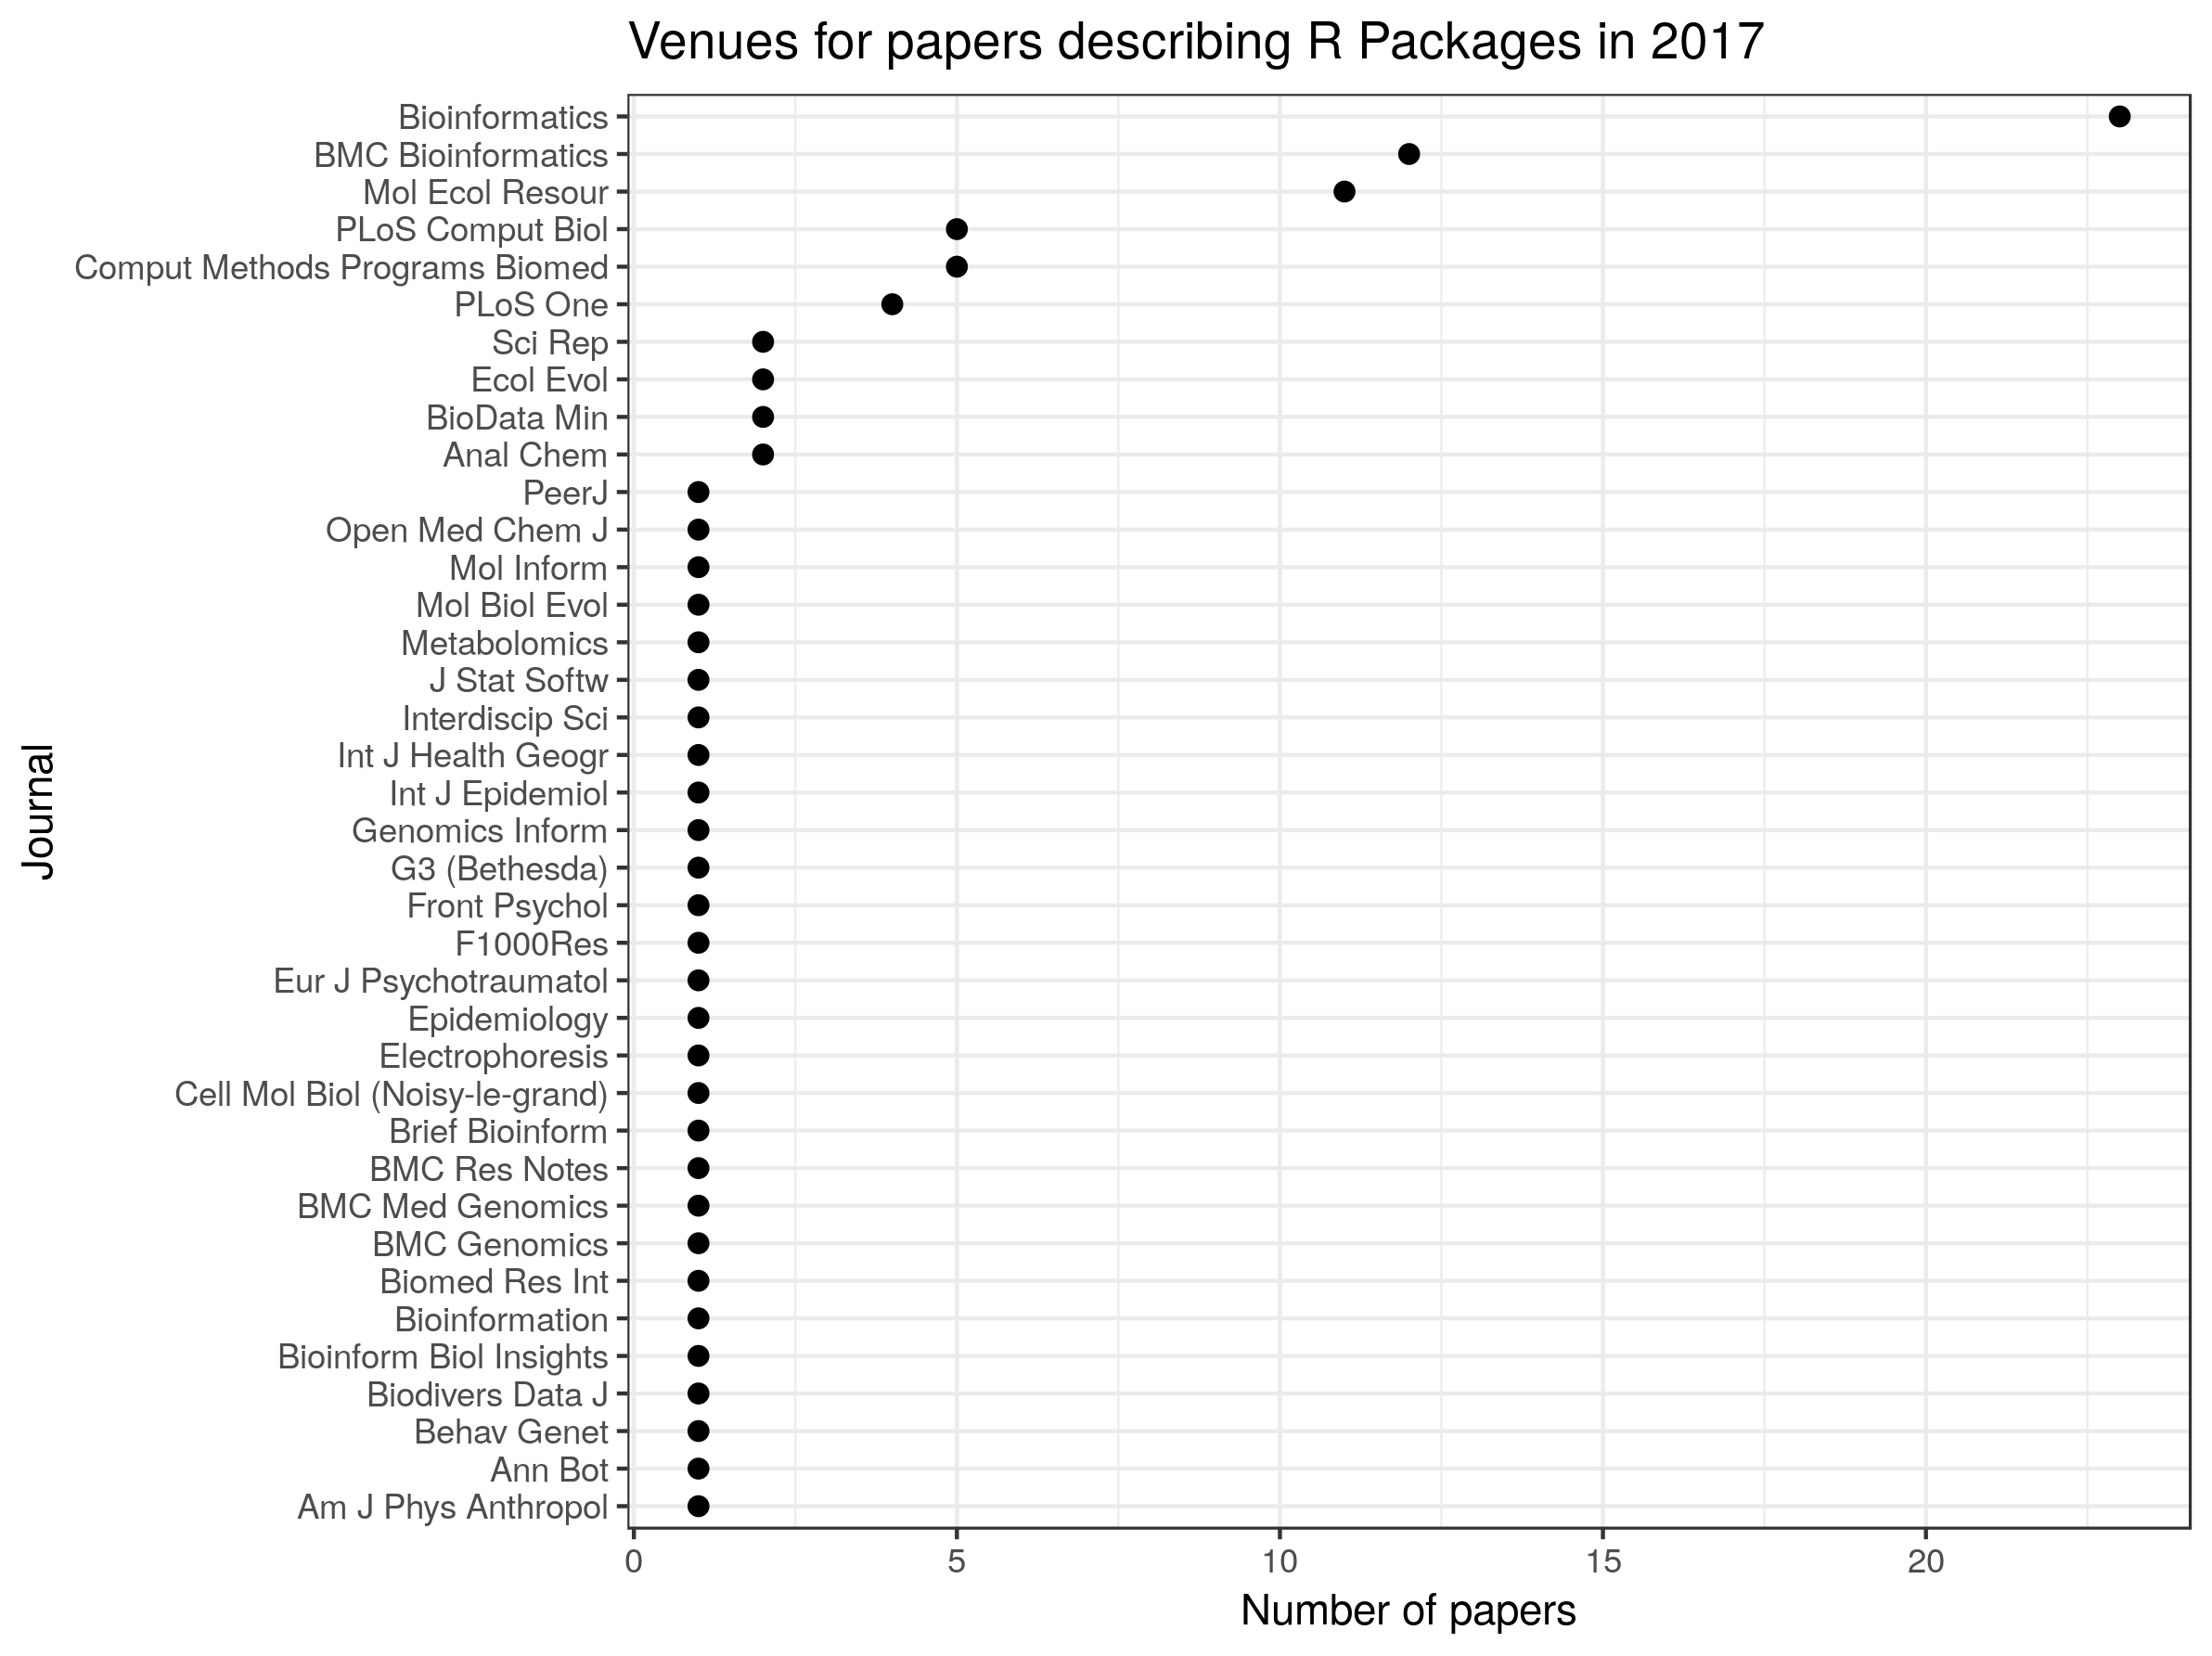 Venues for papers describing R Packages in 2017
Bioinformatics
BMC Bioinformatics
Mol Ecol Resour
PLoS Comput Biol
Comput Methods Programs Biomed
PLoS One
Sci Rep
Ecol Evol
BioData Min
Anal Chem
PeerJ
Open Med Chem J
Mol Inform
Mol Biol Evol
Metabolomics
J Stat Softw
Interdiscip Sci
Int J Health Geogr
Int J Epidemiol
Genomics Inform
G3 (Bethesda)
Front Psychol
F1000Res
Eur J Psychotraumatol
Epidemiology
Electrophoresis
Cell Mol Biol (Noisy-le-grand)
Brief Bioinform
BMC Res Notes
BMC Med Genomics
BMC Genomics
Biomed Res Int
Bioinformation
Bioinform Biol Insights
Biodivers Data J
Behav Genet
Ann Bot
Am J Phys Anthropol
Journal
0 5 10 15 20
Number of papers